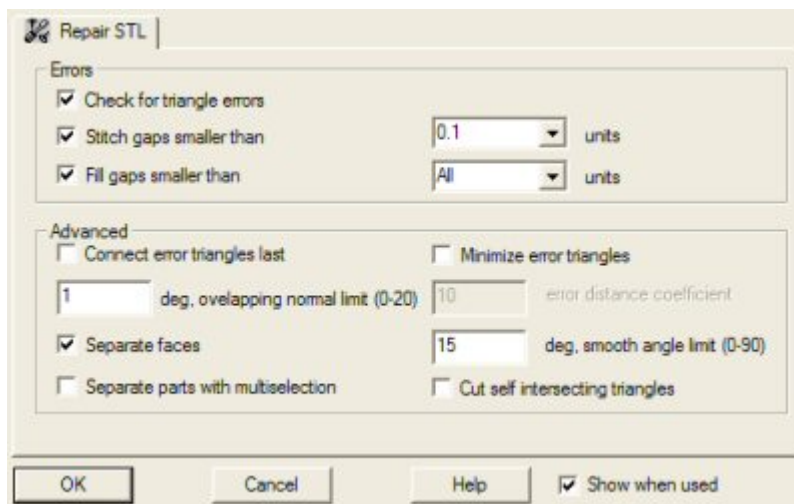 Repair STL
Errors
Check for triangle errors
Stitch gaps smaller than 0.1 units
Fill gaps smaller than All units
Advanced
Connect error triangles last Minimize error triangles
1 deg, ovelapping normal limit (0-20) 10 error distance coefficient
Separate faces 15 deg, smooth angle limit (0-90)
Separate parts with multiselection Cut self intersecting triangles
OK Cancel Help Show when used